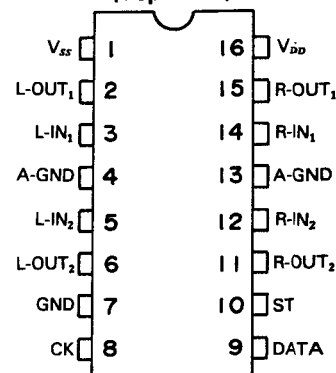 V_SS 1 16 V_DD
L-OUT₁ 2 15 R-OUT₁
L-IN₁ 3 14 R-IN₁
A-GND 4 13 A-GND
L-IN₂ 5 12 R-IN₂
L-OUT₂ 6 11 R-OUT₂
GND 7 10 ST
CK 8 9 DATA